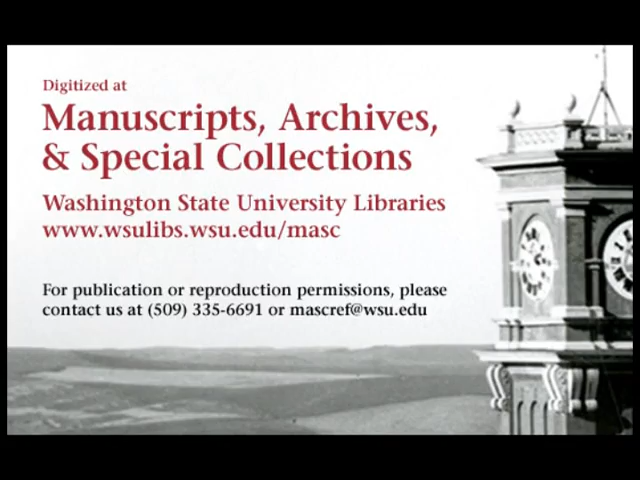 Digitized at
Manuscripts, Archives,
& Special Collections
Washington State University Libraries
www.wsulibs.wsu.edu/masc
For publication or reproduction permissions, please
contact us at (509) 335-6691 or mascref@wsu.edu